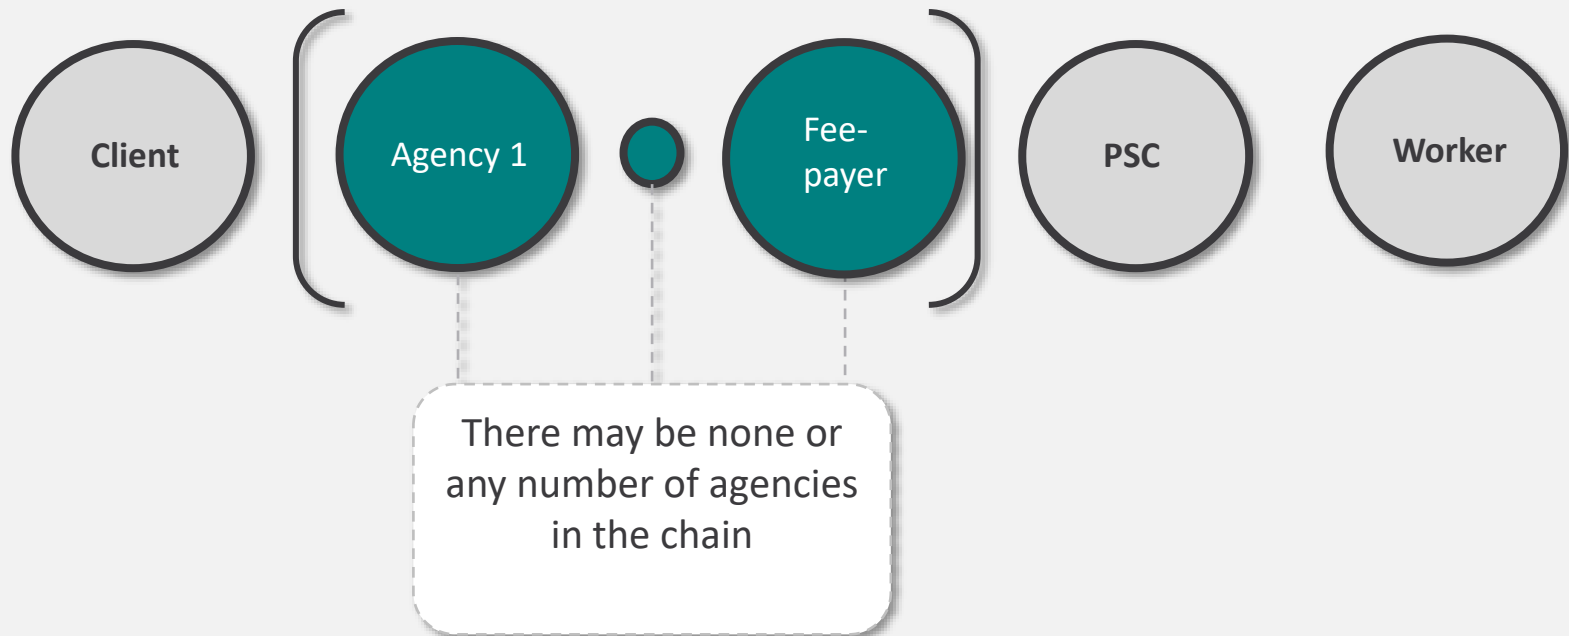 Client
Agency 1
Fee-
payer
PSC
Worker
There may be none or
any number of agencies
in the chain